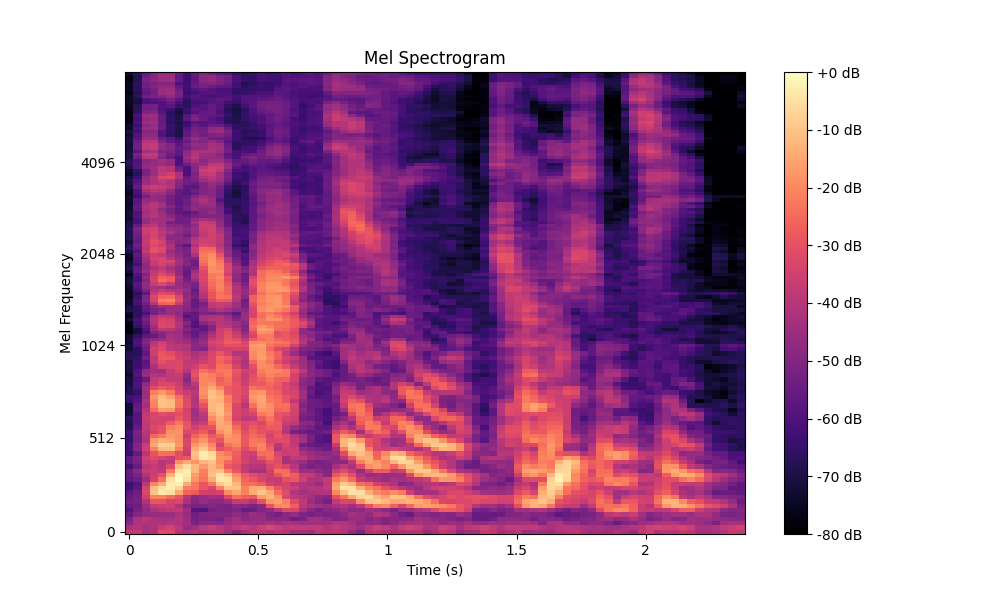 Mel Spectrogram
Mel Frequency
4096
2048
1024
512
0
0
0.5
1
1.5
2
Time (s)
+0 dB
-10 dB
-20 dB
-30 dB
-40 dB
-50 dB
-60 dB
-70 dB
-80 dB